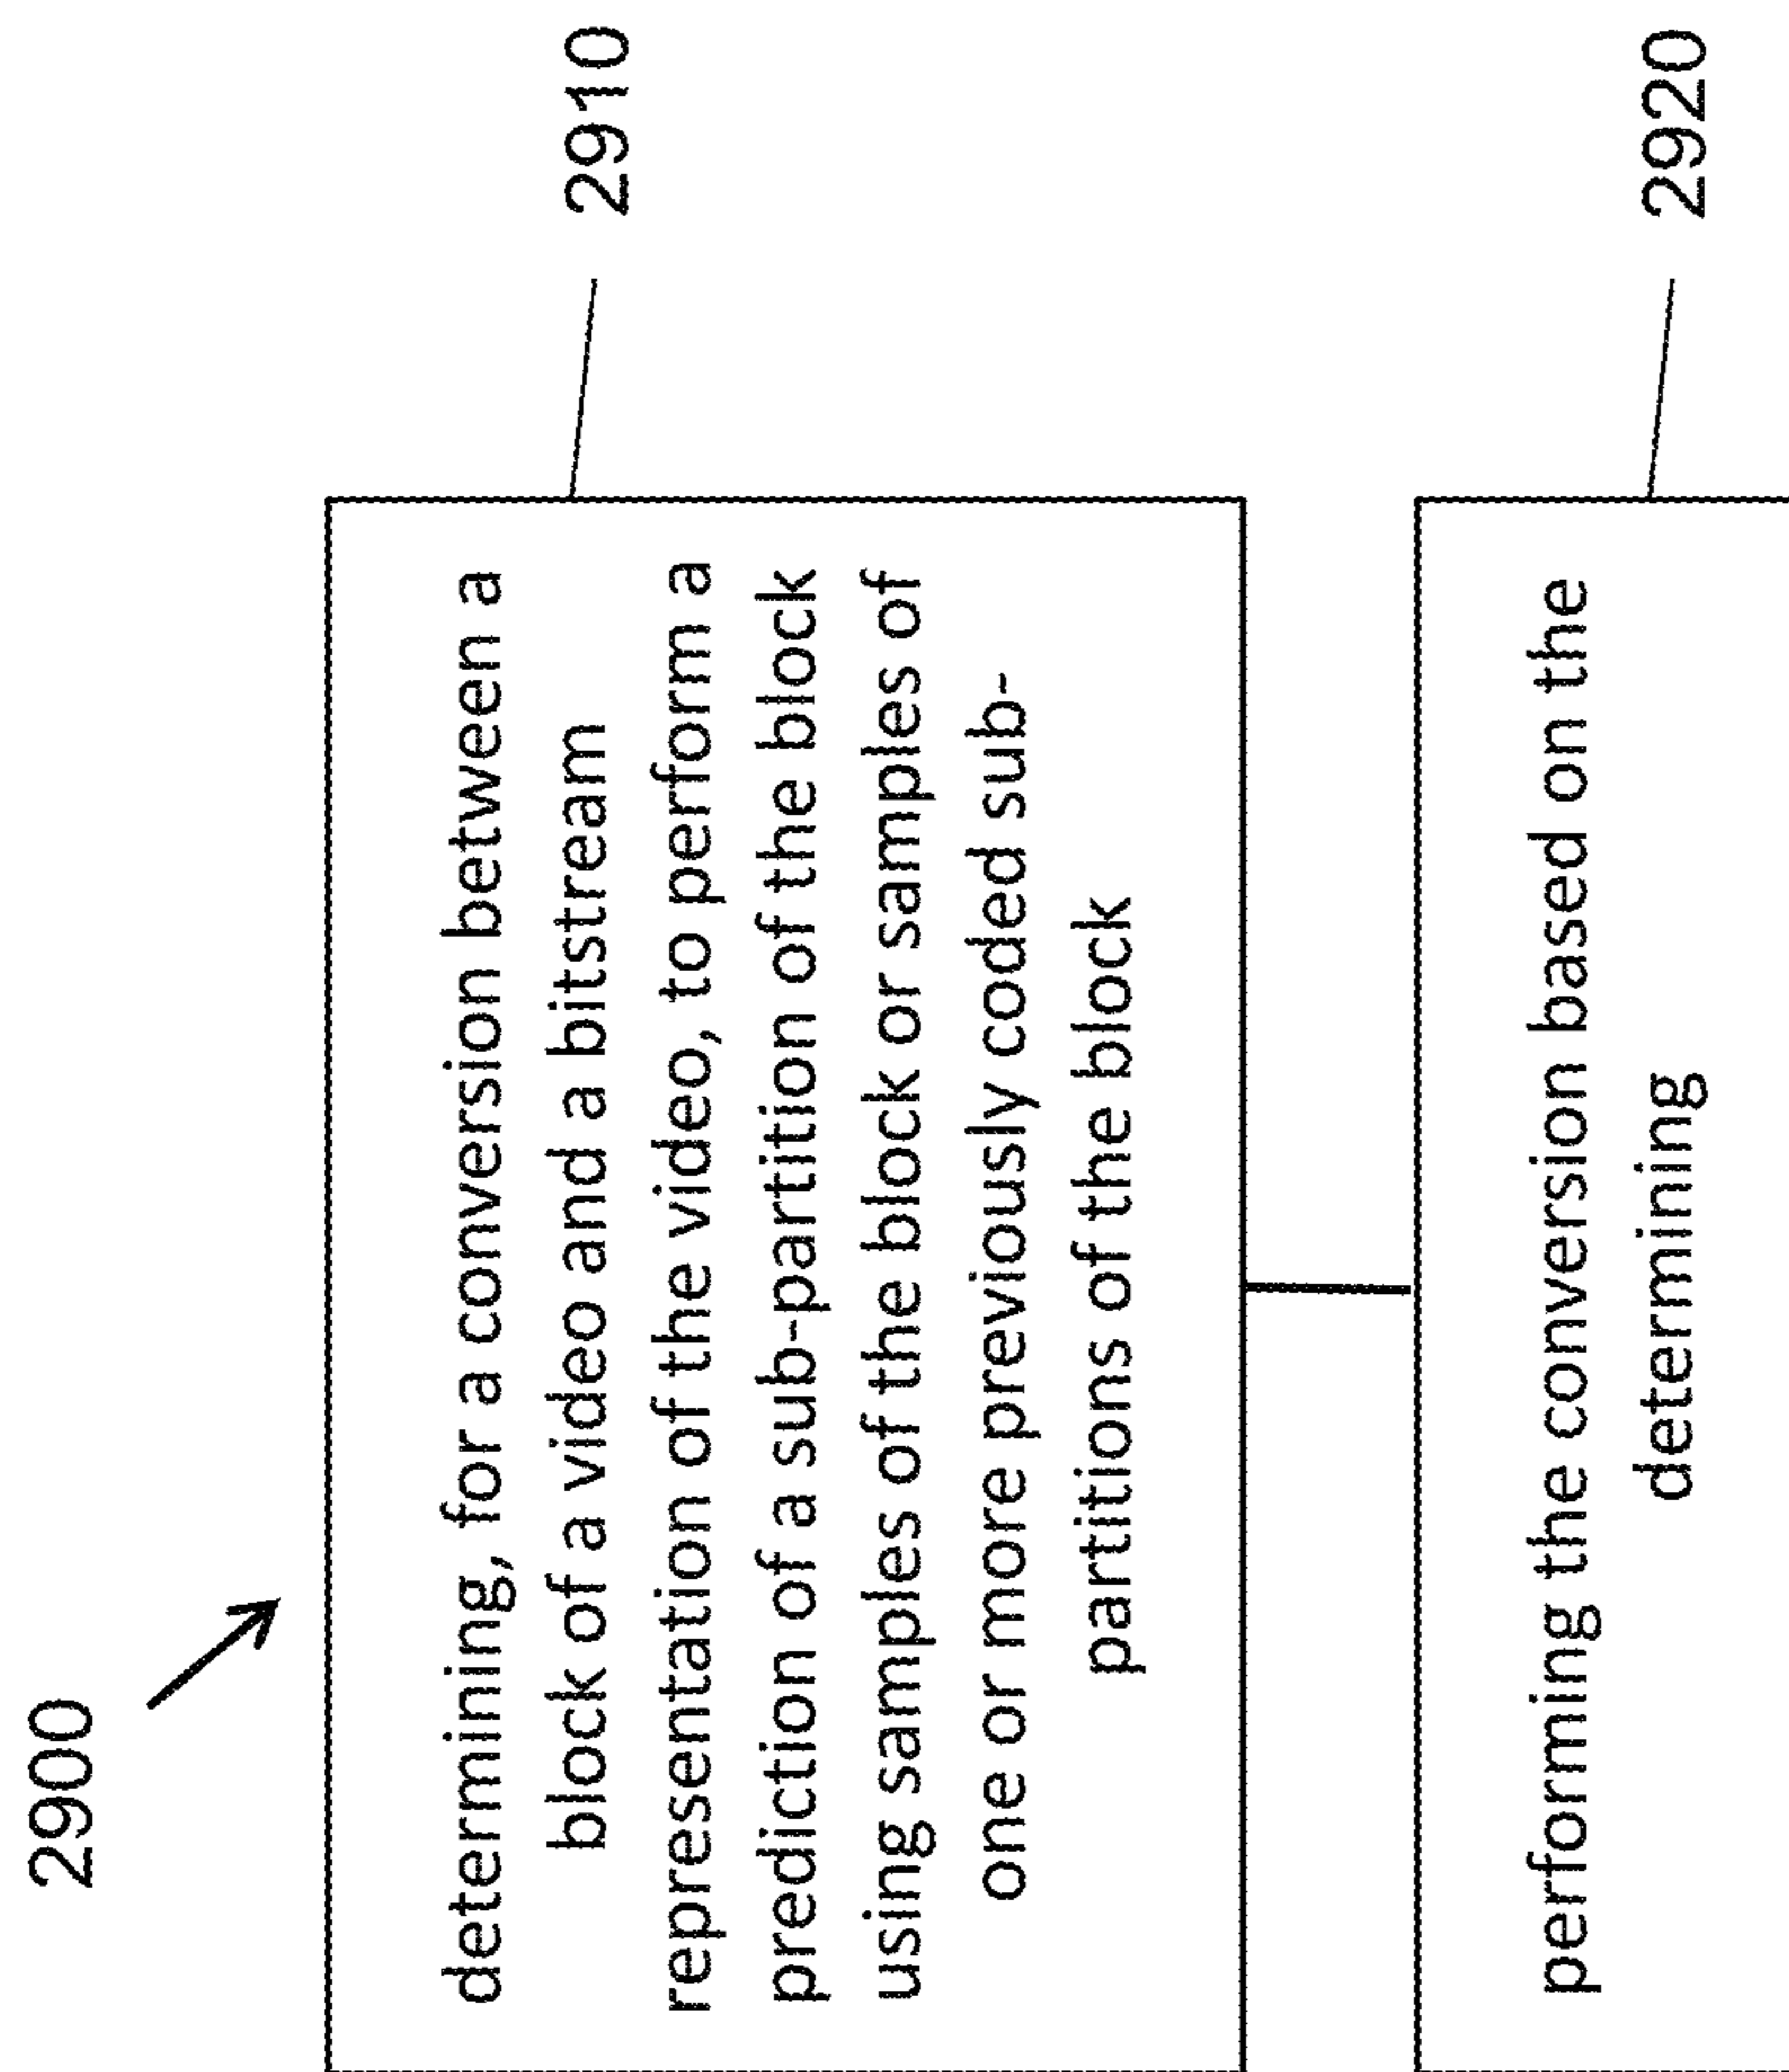 2900
determining, for a conversion between a
block of a video and a bitstream
representation of the video, to perform a
prediction of a sub-partition of the block
using samples of the block or samples of
one or more previously coded sub-
partitions of the block
2910
performing the conversion based on the
determining
2920